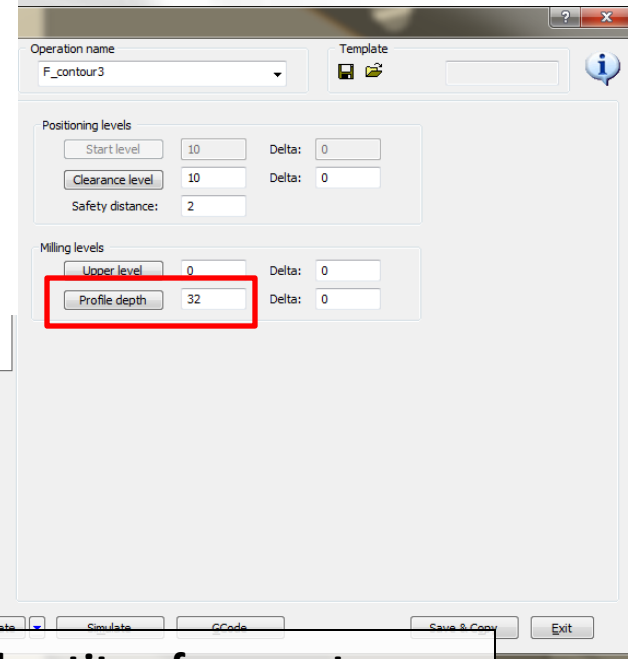 ? X
Operation name Template
F_contour3
Positioning levels
Start level 10 Delta: 0
Clearance level 10 Delta: 0
Safety distance: 2
Milling levels
Upper level 0 Delta: 0
Profile depth 32 Delta: 0
Simulate GCode Save & Copy Exit